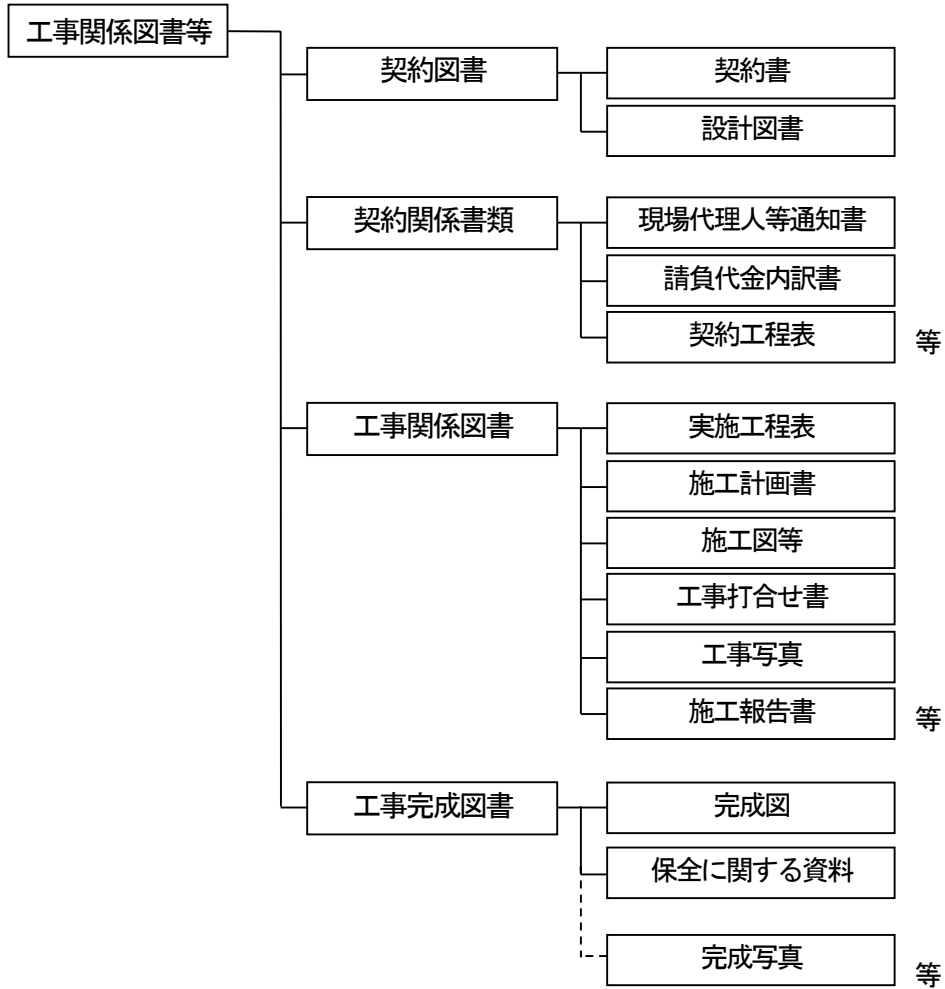 工事関係図書等
契約図書
契約書
設計図書
契約関係書類
現場代理人等通知書
請負代金内訳書
契約工程表
等
工事関係図書
実施工程表
施工計画書
施工図等
工事打合せ書
工事写真
施工報告書
等
工事完成図書
完成図
保全に関する資料
完成写真
等